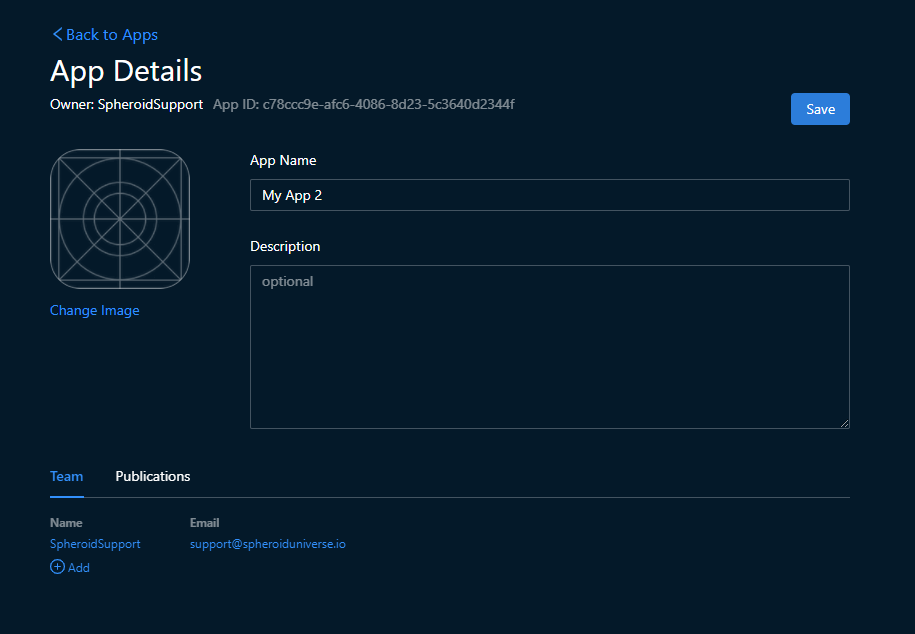 Back to Apps
App Details
Owner: SpheroidSupport App ID: c78ccc9e-afc6-4086-8d23-5c3640d2344f
Save
App Name
My App 2
Description
optional
Change Image
Team Publications
Name Email
SpheroidSupport support@spheroiduniverse.io
Add